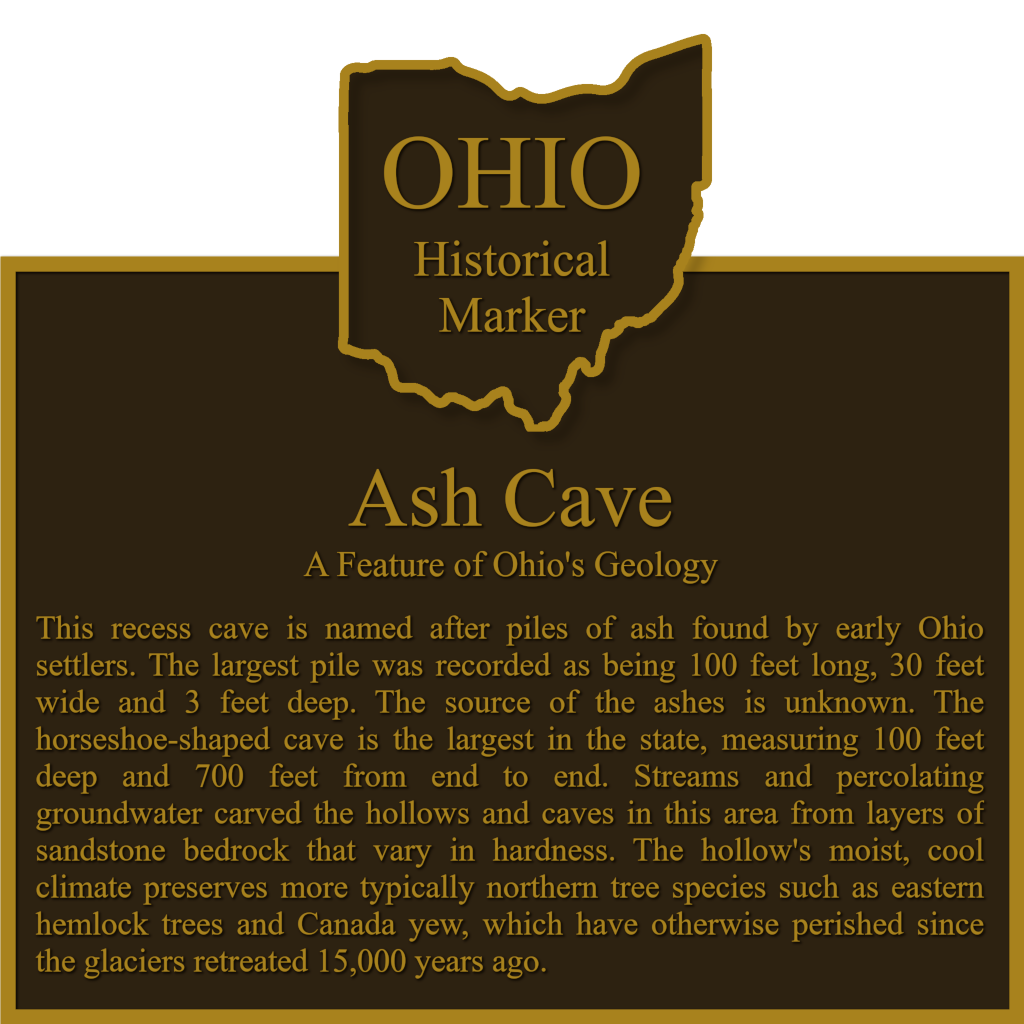 OHIO
Historical
Marker
Ash Cave
A Feature of Ohio's Geology
This recess cave is named after piles of ash found by early Ohio
settlers. The largest pile was recorded as being 100 feet long, 30 feet
wide and 3 feet deep. The source of the ashes is unknown. The
horseshoe-shaped cave is the largest in the state, measuring 100 feet
deep and 700 feet from end to end. Streams and percolating
groundwater carved the hollows and caves in this area from layers of
sandstone bedrock that vary in hardness. The hollow's moist, cool
climate preserves more typically northern tree species such as eastern
hemlock trees and Canada yew, which have otherwise perished since
the glaciers retreated 15,000 years ago.